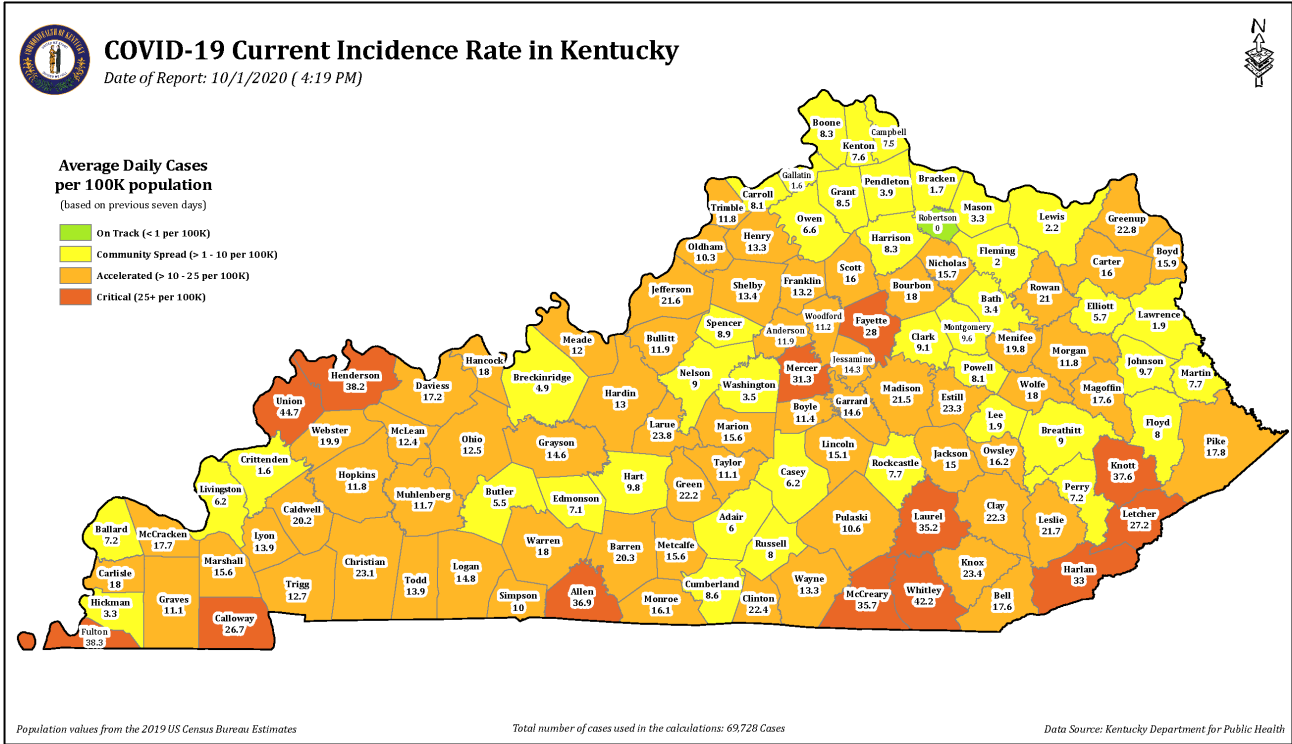 COVID-19 Current Incidence Rate in Kentucky
Date of Report: 10/1/2020 ( 4:19 PM)
N
Average Daily Cases
per 100K population
(based on previous seven days)
On Track (< 1 per 100K)
Community Spread (> 1 - 10 per 100K)
Accelerated (> 10 - 25 per 100K)
Critical (25+ per 100K)
Boone
8.3
Kenton
7.6
Campbell
7.5
Gallatin
1.6
Carroll
8.1
Grant
8.5
Pendleton
3.9
Bracken
1.7
Trimble
11.8
Owen
6.6
Robertson
0
Mason
3.3
Lewis
2.2
Greenup
22.8
Oldham
10.3
Henry
13.3
Harrison
8.3
Fleming
2
Carter
16
Boyd
15.9
Jefferson
21.6
Shelby
13.4
Franklin
13.2
Scott
16
Bourbon
18
Nicholas
15.7
Bath
3.4
Rowan
21
Elliott
5.7
Lawrence
1.9
Meade
12
Bullitt
11.9
Spencer
8.9
Anderson
11.9
Woodford
11.2
Fayette
28
Clark
9.1
Montgomery
9.6
Menifee
19.8
Morgan
11.8
Johnson
9.7
Martin
7.7
Henderson
38.2
Union
44.7
Daviess
17.2
Hancock
18
Breckinridge
4.9
Hardin
13
Nelson
9
Washington
3.5
Mercer
31.3
Jessamine
14.3
Madison
21.5
Estill
23.3
Powell
8.1
Wolfe
18
Magoffin
17.6
Floyd
8
Pike
17.8
Webster
19.9
McLean
12.4
Ohio
12.5
Grayson
14.6
Larue
23.8
Marion
15.6
Boyle
11.4
Garrard
14.6
Lincoln
15.1
Rockcastle
7.7
Jackson
15
Lee
1.9
Owsley
16.2
Breathitt
9
Knott
37.6
Perry
7.2
Letcher
27.2
Crittenden
1.6
Livingston
6.2
Hopkins
11.8
Muhlenberg
11.7
Butler
5.5
Edmonson
7.1
Hart
9.8
Green
22.2
Taylor
11.1
Casey
6.2
Pulaski
10.6
Laurel
35.2
Clay
22.3
Leslie
21.7
Harlan
33
Ballard
7.2
McCracken
17.7
Caldwell
20.2
Lyon
13.9
Warren
18
Barren
20.3
Metcalfe
15.6
Adair
6
Russell
8
Knox
23.4
Carlisle
18
Marshall
15.6
Trigg
12.7
Christian
23.1
Todd
13.9
Logan
14.8
Simpson
10
Allen
36.9
Monroe
16.1
Cumberland
8.6
Clinton
22.4
Wayne
13.3
McCreary
35.7
Whitley
42.2
Bell
17.6
Hickman
3.3
Graves
11.1
Calloway
26.7
Fulton
38.3
Population values from the 2019 US Census Bureau Estimates
Total number of cases used in the calculations: 69,728 Cases
Data Source: Kentucky Department for Public Health